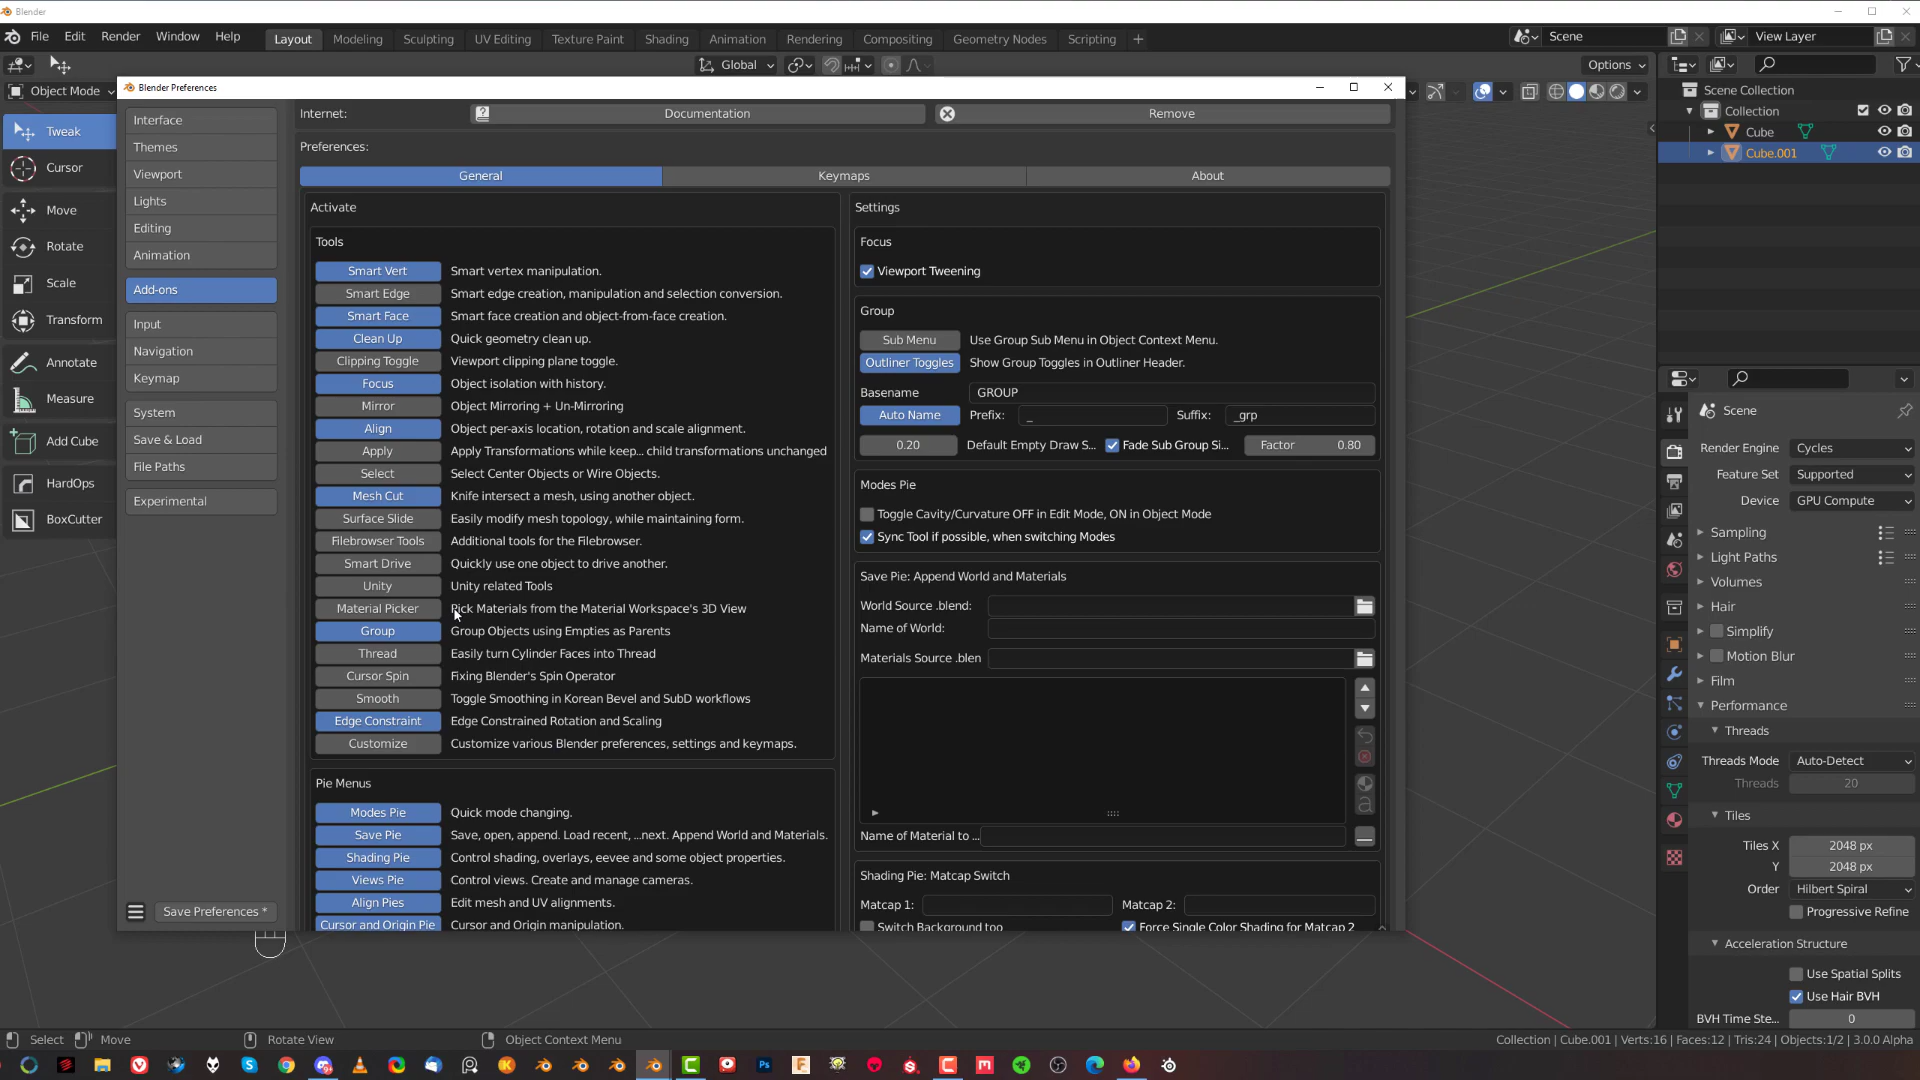 Blender
File Edit Render Window Help
Layout Modeling Sculpting UV Editing Texture Paint Shading Animation Rendering Compositing Geometry Nodes Scripting +
Scene
View Layer
Global
Options
Object Mode
Tweak
Cursor
Move
Rotate
Scale
Transform
Annotate
Measure
Add Cube
HardOps
BoxCutter
Blender Preferences
Interface
Themes
Viewport
Lights
Editing
Animation
Add-ons
Input
Navigation
Keymap
System
Save & Load
File Paths
Experimental
Save Preferences *
Internet: Documentation Remove
Preferences:
General Keymaps About
Activate
Tools
Smart Vert Smart vertex manipulation.
Smart Edge Smart edge creation, manipulation and selection conversion.
Smart Face Smart face creation and object-from-face creation.
Clean Up Quick geometry clean up.
Clipping Toggle Viewport clipping plane toggle.
Focus Object isolation with history.
Mirror Object Mirroring + Un-Mirroring
Align Object per-axis location, rotation and scale alignment.
Apply Apply Transformations while keep... child transformations unchanged
Select Select Center Objects or Wire Objects.
Mesh Cut Knife intersect a mesh, using another object.
Surface Slide Easily modify mesh topology, while maintaining form.
Filebrowser Tools Additional tools for the Filebrowser.
Smart Drive Quickly use one object to drive another.
Unity Unity related Tools
Material Picker Pick Materials from the Material Workspace's 3D View
Group Group Objects using Empties as Parents
Thread Easily turn Cylinder Faces into Thread
Cursor Spin Fixing Blender's Spin Operator
Smooth Toggle Smoothing in Korean Bevel and SubD workflows
Edge Constraint Edge Constrained Rotation and Scaling
Customize Customize various Blender preferences, settings and keymaps.
Pie Menus
Modes Pie Quick mode changing.
Save Pie Save, open, append. Load recent, ...next. Append World and Materials.
Shading Pie Control shading, overlays, eevee and some object properties.
Views Pie Control views. Create and manage cameras.
Align Pies Edit mesh and UV alignments.
Cursor and Origin Pie Cursor and Origin manipulation.
Settings
Focus
Viewport Tweening
Group
Sub Menu Use Group Sub Menu in Object Context Menu.
Outliner Toggles Show Group Toggles in Outliner Header.
Basename GROUP
Auto Name Prefix: _ Suffix: _grp
0.20 Default Empty Draw S... Fade Sub Group Si... Factor 0.80
Modes Pie
Toggle Cavity/Curvature OFF in Edit Mode, ON in Object Mode
Sync Tool if possible, when switching Modes
Save Pie: Append World and Materials
World Source .blend:
Name of World:
Materials Source .blen
Name of Material to ...
Shading Pie: Matcap Switch
Matcap 1: Matcap 2:
Switch Background too Force Single Color Shading for Matcap 2
Scene Collection
Collection
Cube
Cube.001
Scene
Render Engine Cycles
Feature Set Supported
Device GPU Compute
Sampling
Light Paths
Volumes
Hair
Simplify
Motion Blur
Film
Performance
Threads
Threads Mode Auto-Detect
Threads 20
Tiles
Tiles X 2048 px
Y 2048 px
Order Hilbert Spiral
Progressive Refine
Acceleration Structure
Use Spatial Splits
Use Hair BVH
BVH Time Ste... 0
Select Move Rotate View Object Context Menu
Collection | Cube.001 | Verts:16 | Faces:12 | Tris:24 | Objects:1/2 | 3.0.0 Alpha